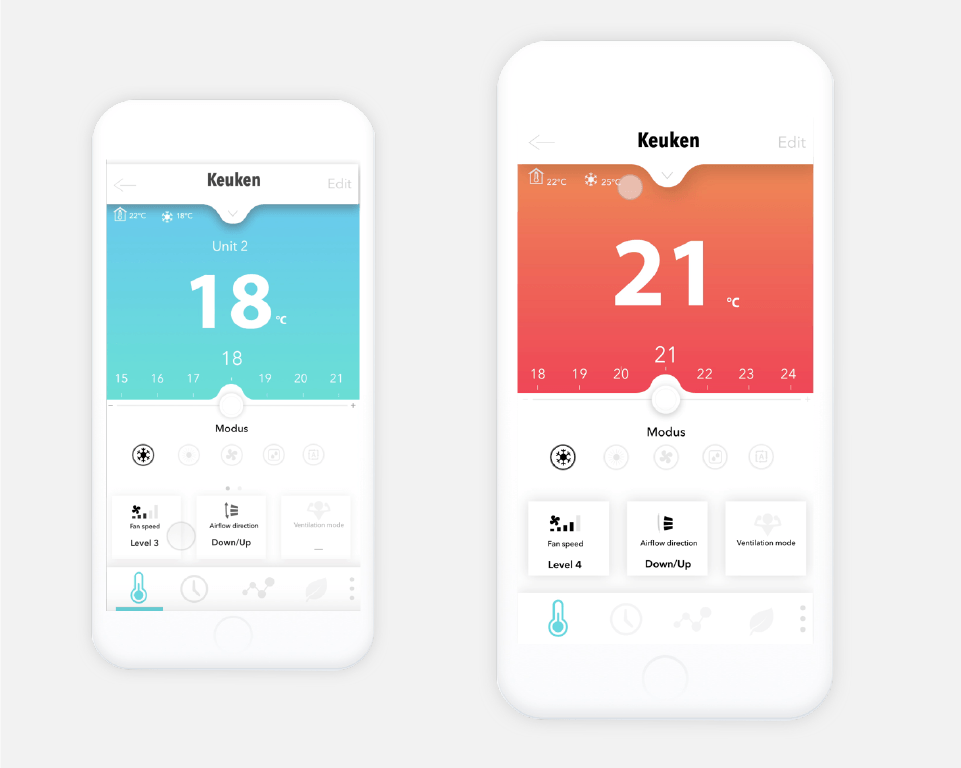 Keuken
Edit
22°C
18°C
Unit 2
18 °C
18
15 16 17 19 20 21
− +
Modus
A
Fan speed
Level 3
Airflow direction
Down/Up
Ventilation mode
—
Keuken
Edit
22°C
25°C
21 °C
21
18 19 20 22 23 24
Modus
A
Fan speed
Level 4
Airflow direction
Down/Up
Ventilation mode